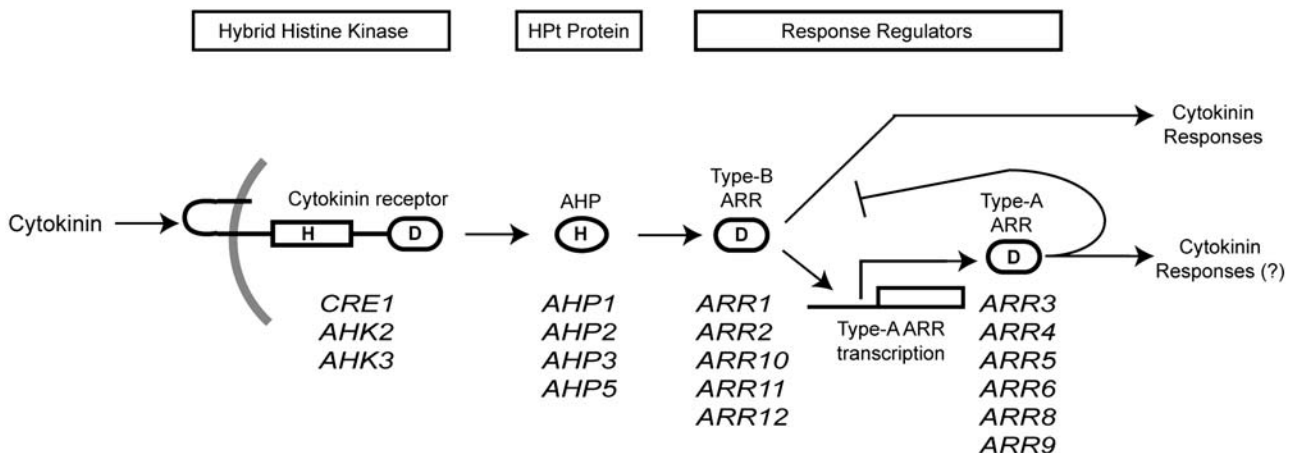 Hybrid Histine Kinase
HPt Protein
Response Regulators
Cytokinin
Responses
Type-B
ARR
Cytokinin receptor
AHP
Type-A
ARR
Cytokinin
H
D
H
D
D
Cytokinin
Responses (?)
CRE1
AHK2
AHK3
AHP1
AHP2
AHP3
AHP5
ARR1
ARR2
ARR10
ARR11
ARR12
Type-A ARR
transcription
ARR3
ARR4
ARR5
ARR6
ARR8
ARR9